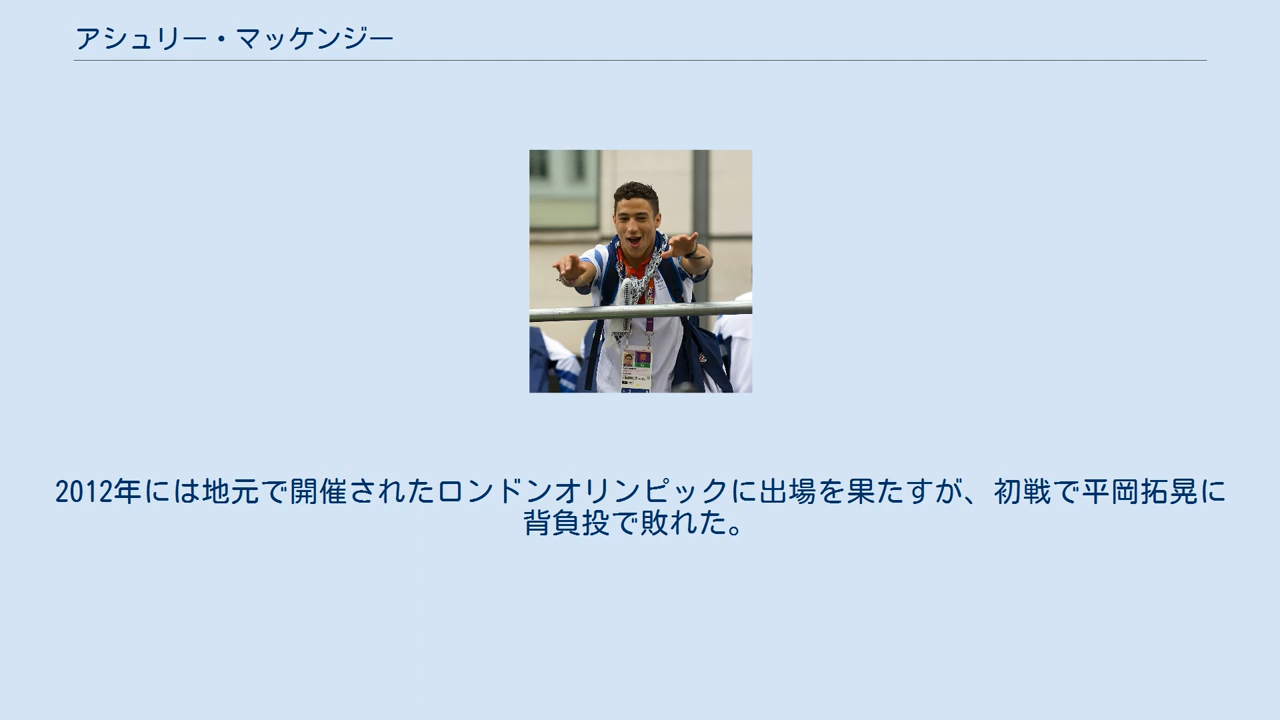 アシュリー・マッケンジー
2012年には地元で開催されたロンドンオリンピックに出場を果たすが、初戦で平岡拓晃に
背負投で敗れた。